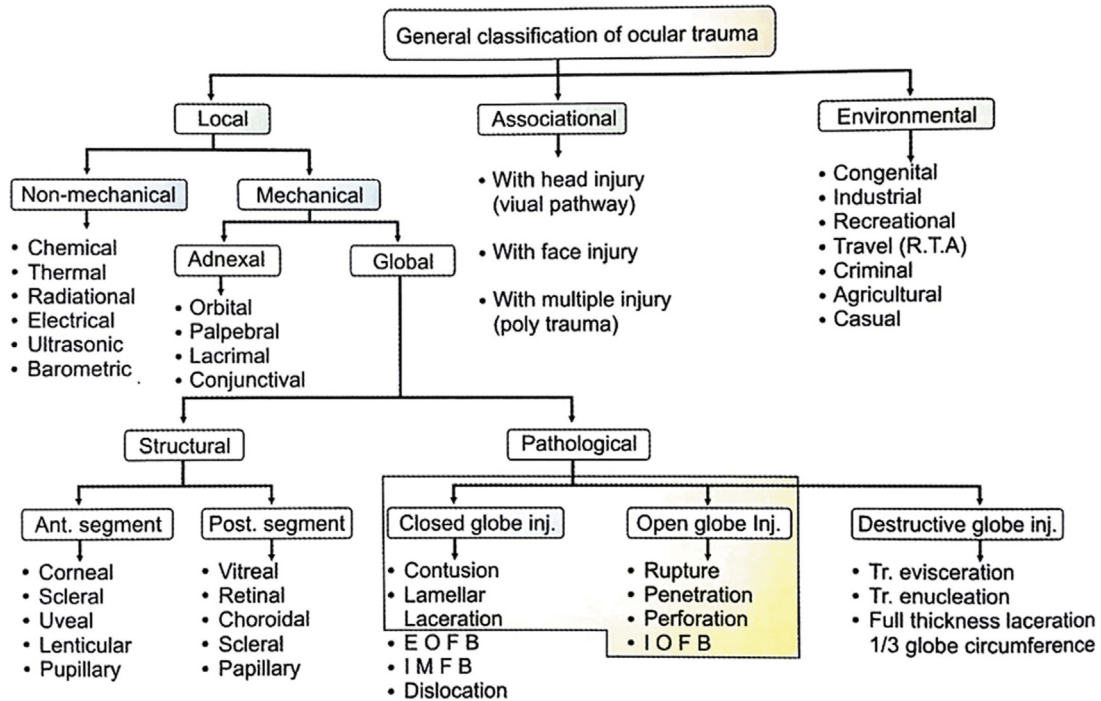 General classification of ocular trauma
Local
Associational
Environmental
Non-mechanical
Mechanical
• With head injury
(viual pathway)
• With face injury
• With multiple injury
(poly trauma)
• Congenital
• Industrial
• Recreational
• Travel (R.T.A)
• Criminal
• Agricultural
• Casual
• Chemical
• Thermal
• Radiational
• Electrical
• Ultrasonic
• Barometric
Adnexal
Global
• Orbital
• Palpebral
• Lacrimal
• Conjunctival
Structural
Pathological
Ant. segment
Post. segment
Closed globe inj.
Open globe Inj.
Destructive globe inj.
• Corneal
• Scleral
• Uveal
• Lenticular
• Pupillary
• Vitreal
• Retinal
• Choroidal
• Scleral
• Papillary
• Contusion
• Lamellar
Laceration
• E O F B
• I M F B
• Dislocation
• Rupture
• Penetration
• Perforation
• I O F B
• Tr. evisceration
• Tr. enucleation
• Full thickness laceration
1/3 globe circumference